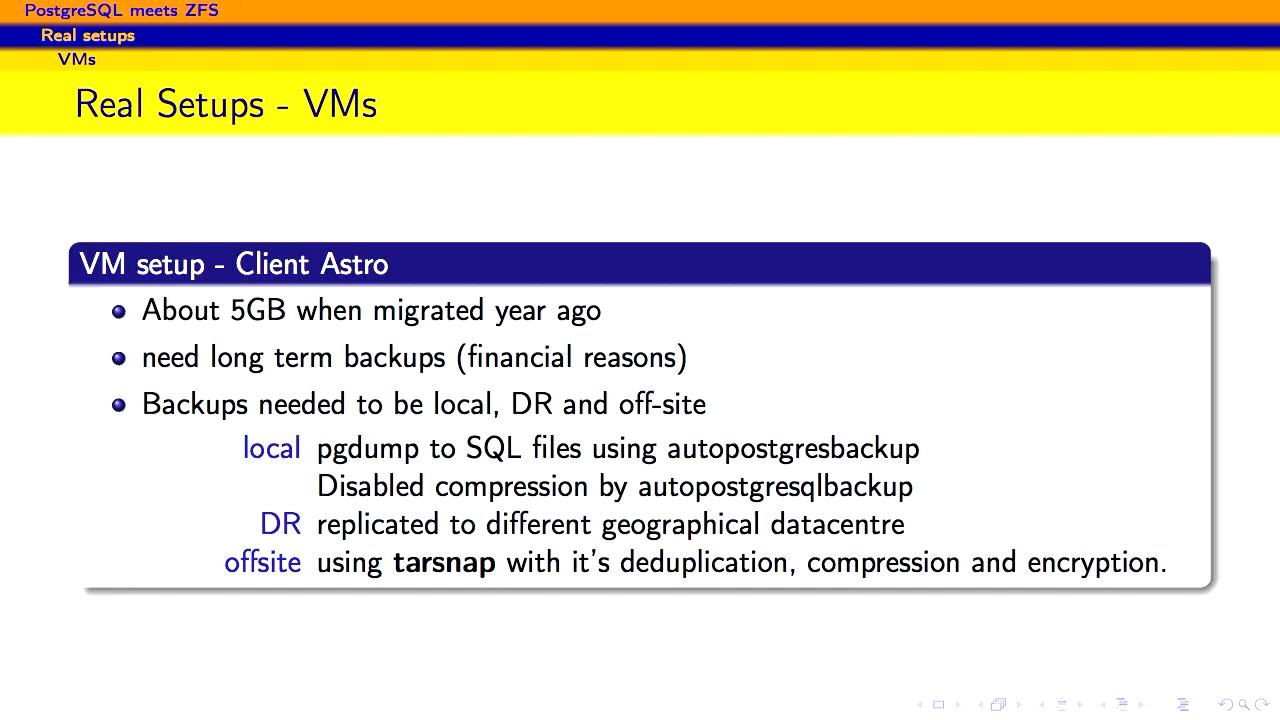 PostgreSQL meets ZFS
Real setups
VMs
Real Setups - VMs
VM setup - Client Astro
About 5GB when migrated year ago
need long term backups (financial reasons)
Backups needed to be local, DR and off-site
local pgdump to SQL files using autopostgresbackup
Disabled compression by autopostgresqlbackup
DR replicated to different geographical datacentre
offsite using tarsnap with it's deduplication, compression and encryption.